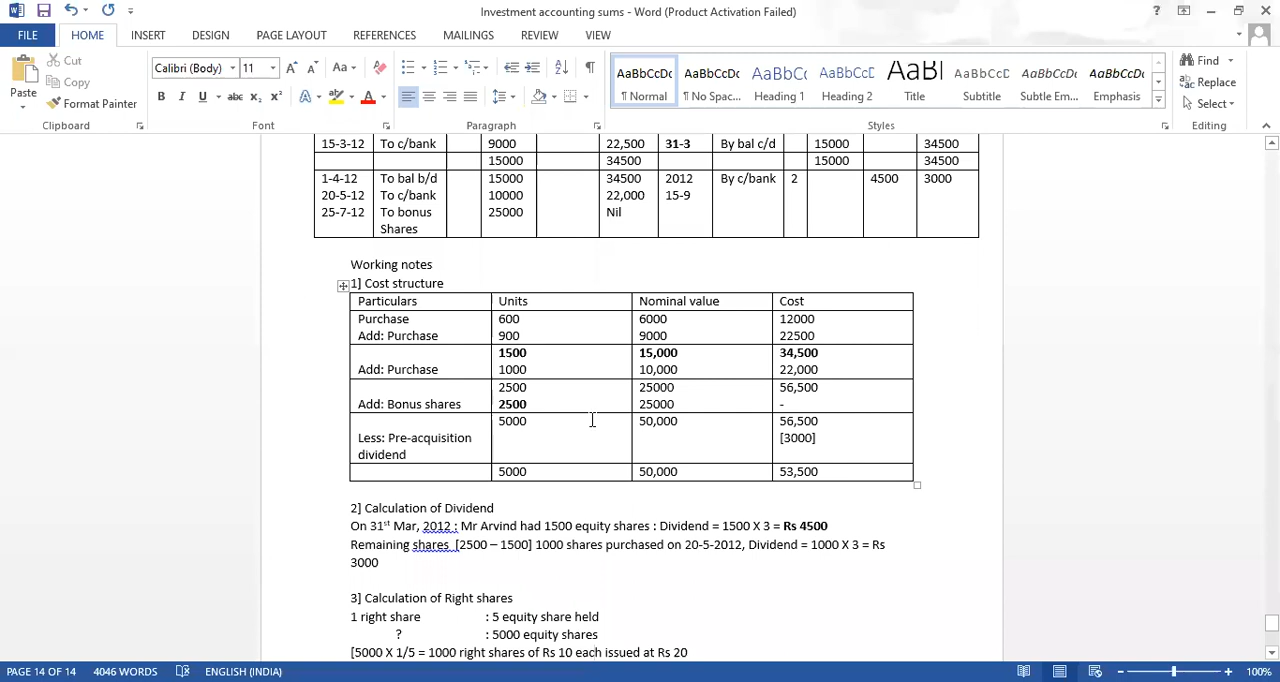 Investment accounting sums - Word (Product Activation Failed)
FILE HOME INSERT DESIGN PAGE LAYOUT REFERENCES MAILINGS REVIEW VIEW
Cut
Copy
Format Painter
Paste
Calibri (Body) 11
AaBbCcDc AaBbCcDc AaBbCc AaBbCcDc AaBl AaBbCcDc AaBbCcDc AaBbCcDc
¶ Normal ¶ No Spac... Heading 1 Heading 2 Title Subtitle Subtle Em... Emphasis
Find
Replace
Select
Clipboard Font Paragraph Styles Editing
15-3-12 To c/bank 9000 22,500 31-3 By bal c/d 15000 34500
15000 34500 15000 34500
1-4-12 To bal b/d 15000 34500 2012 By c/bank 2 4500 3000
20-5-12 To c/bank 10000 22,000 15-9
25-7-12 To bonus 25000 Nil
Shares
Working notes
1] Cost structure
Particulars Units Nominal value Cost
Purchase 600 6000 12000
Add: Purchase 900 9000 22500
1500 15,000 34,500
Add: Purchase 1000 10,000 22,000
2500 25000 56,500
Add: Bonus shares 2500 25000 -
5000 50,000 56,500
Less: Pre-acquisition [3000]
dividend
5000 50,000 53,500
2] Calculation of Dividend
On 31st Mar, 2012 : Mr Arvind had 1500 equity shares : Dividend = 1500 X 3 = Rs 4500
Remaining shares [2500 – 1500] 1000 shares purchased on 20-5-2012, Dividend = 1000 X 3 = Rs
3000
3] Calculation of Right shares
1 right share : 5 equity share held
? : 5000 equity shares
[5000 X 1/5 = 1000 right shares of Rs 10 each issued at Rs 20
PAGE 14 OF 14 4046 WORDS ENGLISH (INDIA) 100%